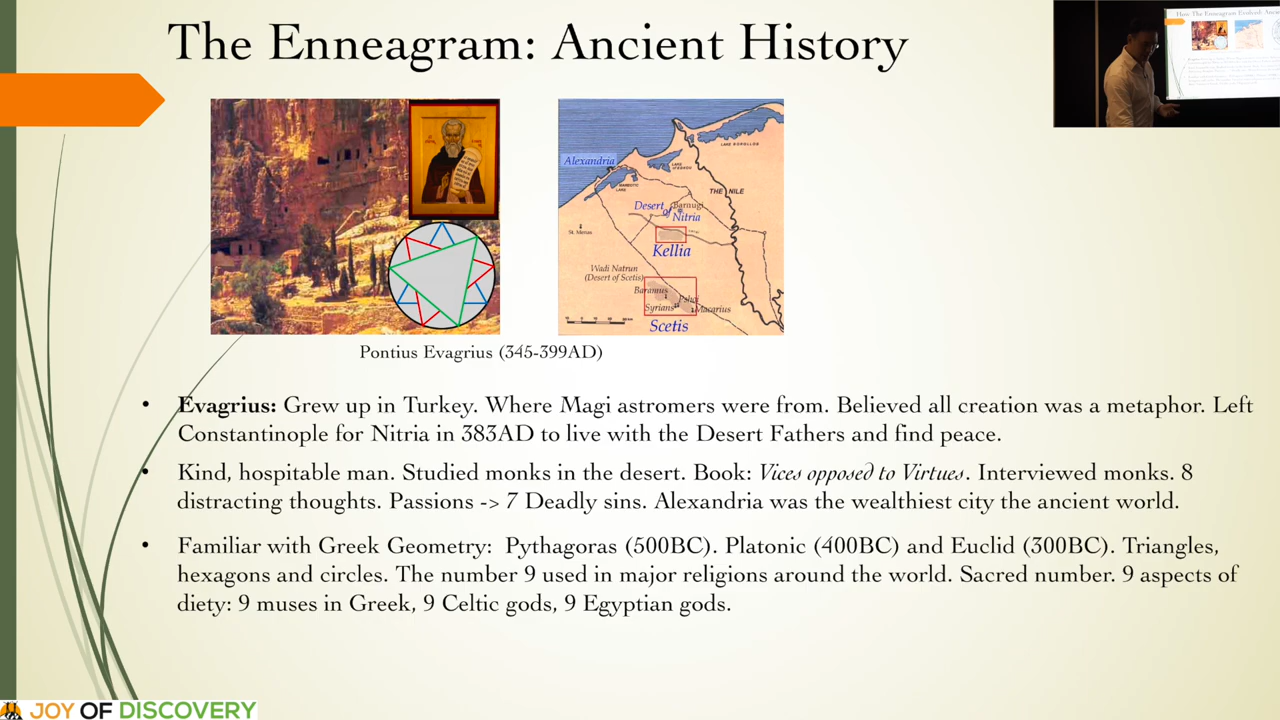 The Enneagram: Ancient History
Alexandria
THE NILE
Desert
Barnugi
Nitria
St. Menas
Kellia
Wadi Natrun
(Desert of Scetis)
Baramus
Syrians
Macarius
Scetis
Pontius Evagrius (345-399AD)
• Evagrius: Grew up in Turkey. Where Magi astromers were from. Believed all creation was a metaphor. Left
Constantinople for Nitria in 383AD to live with the Desert Fathers and find peace.
• Kind, hospitable man. Studied monks in the desert. Book: Vices opposed to Virtues. Interviewed monks. 8
distracting thoughts. Passions -> 7 Deadly sins. Alexandria was the wealthiest city the ancient world.
• Familiar with Greek Geometry: Pythagoras (500BC). Platonic (400BC) and Euclid (300BC). Triangles,
hexagons and circles. The number 9 used in major religions around the world. Sacred number. 9 aspects of
diety: 9 muses in Greek, 9 Celtic gods, 9 Egyptian gods.
JOY OF DISCOVERY